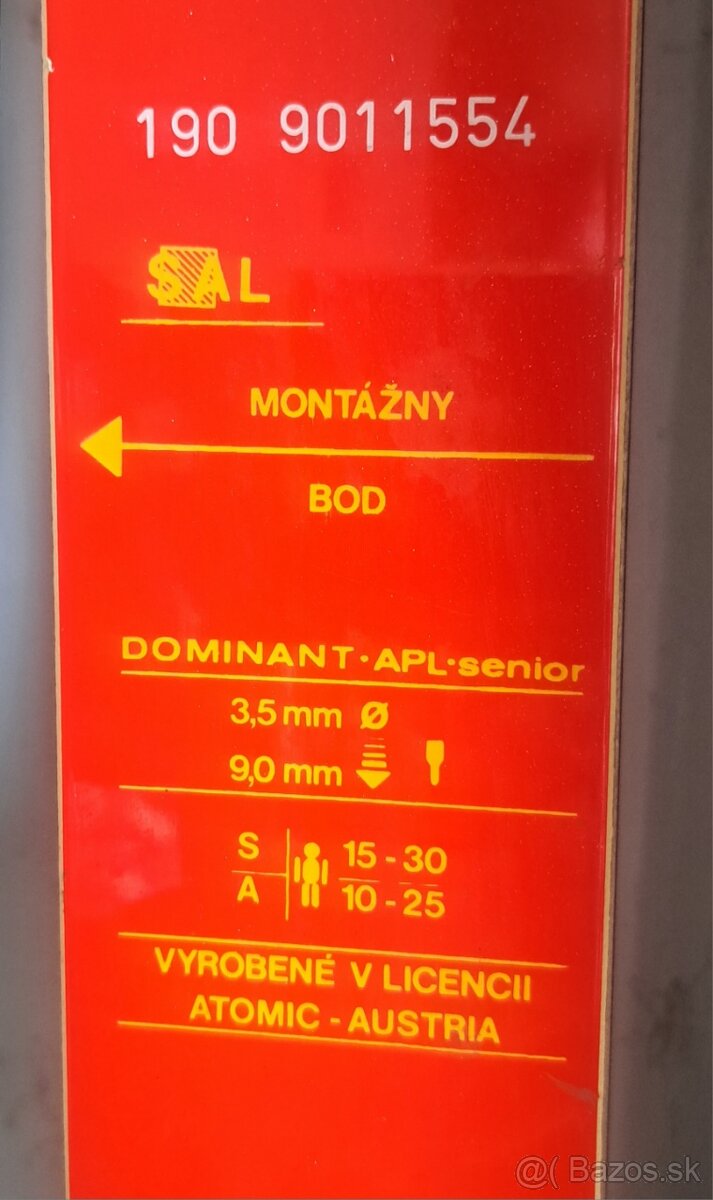 190 9011554
SAL
MONTÁŽNY
BOD
DOMINANT·APL·senior
3,5 mm Ø
9,0 mm
S 15 - 30
A 10 - 25
VYROBENÉ V LICENCII
ATOMIC - AUSTRIA
@( Bazos.sk